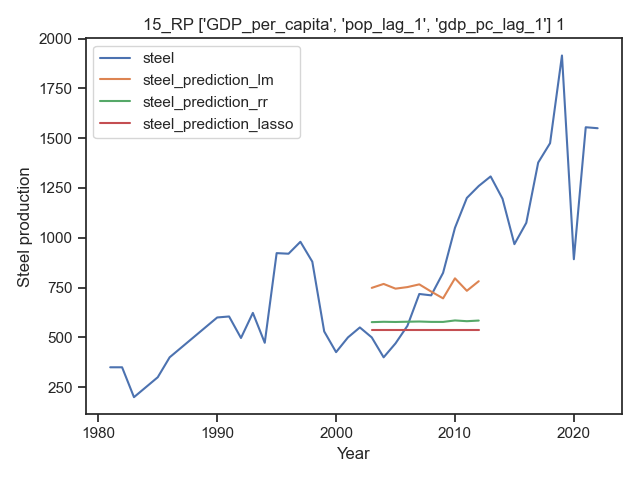 15_RP ['GDP_per_capita', 'pop_lag_1', 'gdp_pc_lag_1'] 1
steel
steel_prediction_lm
steel_prediction_rr
steel_prediction_lasso
2000
1750
1500
1250
1000
750
500
250
Steel production
1980
1990
2000
2010
2020
Year